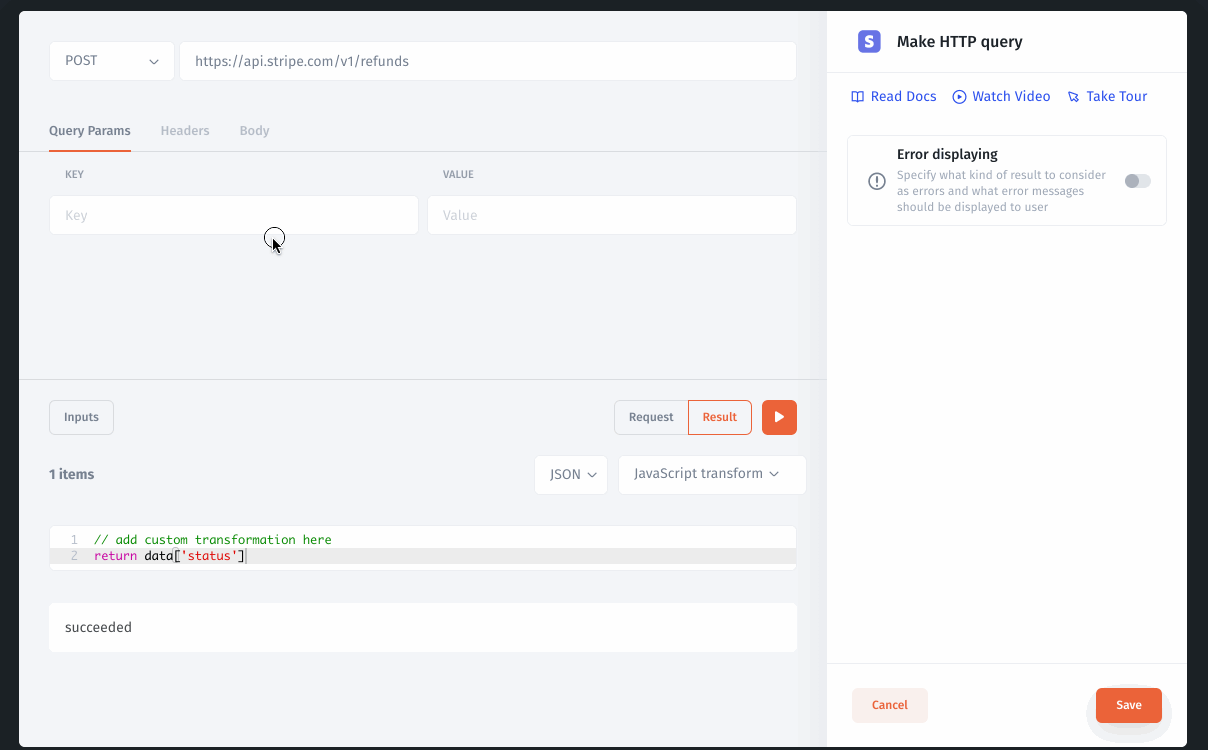 POST
https://api.stripe.com/v1/refunds
Query Params
Headers
Body
KEY
VALUE
Key
Value
Inputs
Request
Result
1 items
JSON
JavaScript transform
1 // add custom transformation here
2 return data['status']
succeeded
S
Make HTTP query
Read Docs
Watch Video
Take Tour
Error displaying
Specify what kind of result to consider
as errors and what error messages
should be displayed to user
Cancel
Save